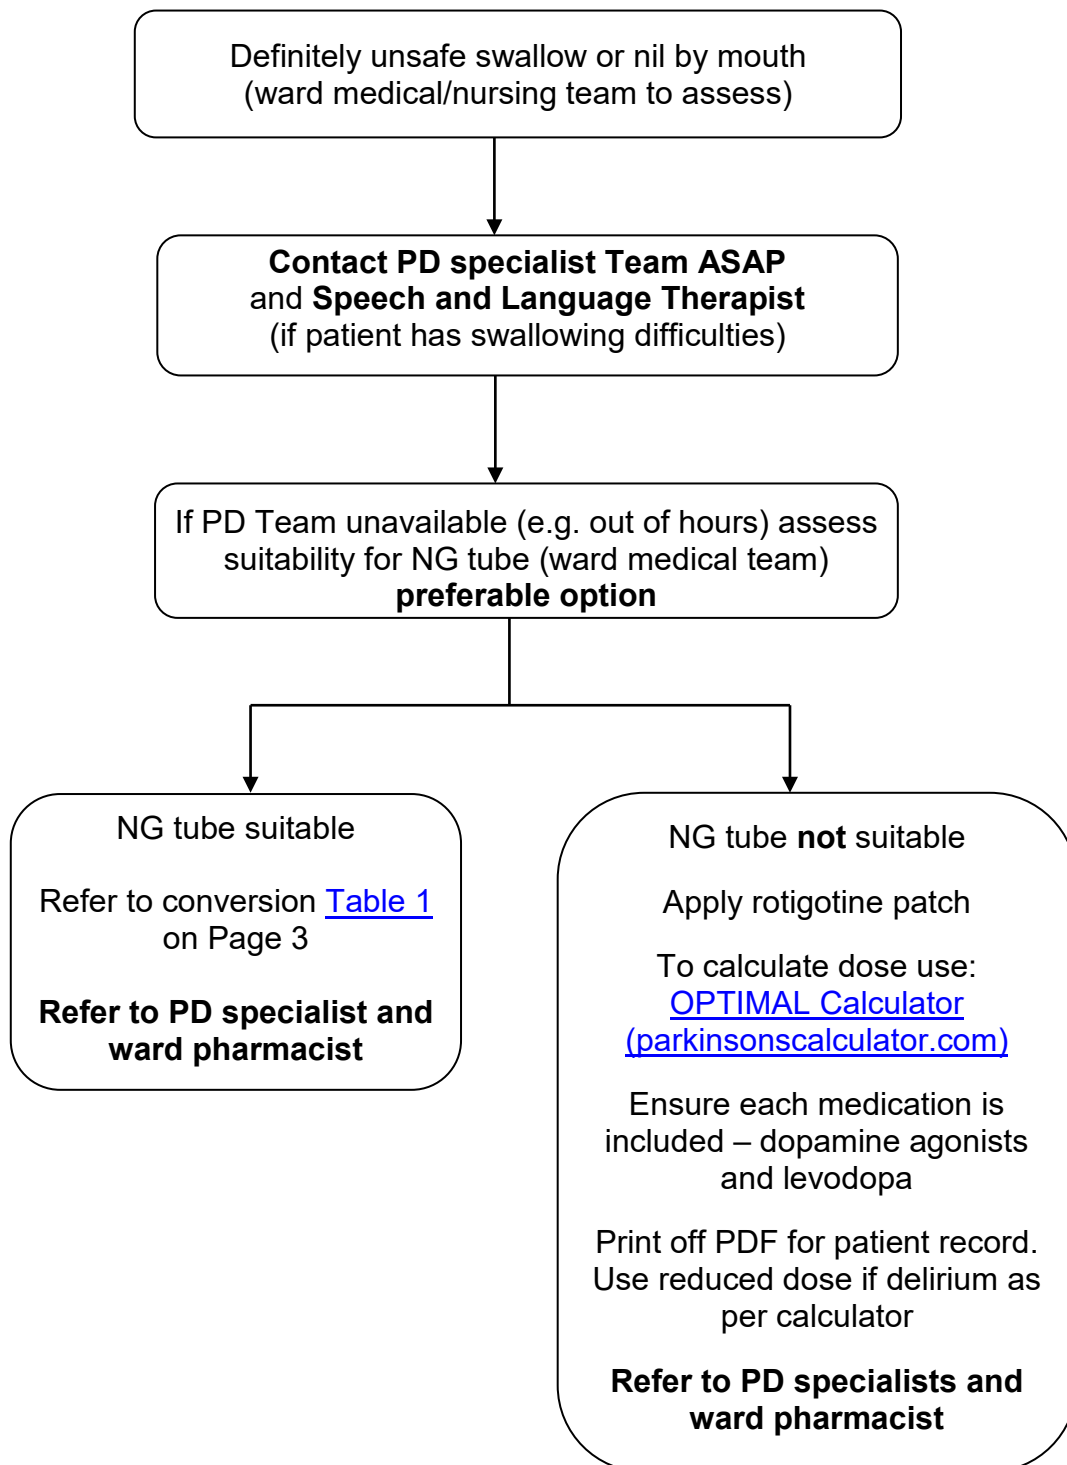 Definitely unsafe swallow or nil by mouth
(ward medical/nursing team to assess)
Contact PD specialist Team ASAP
and Speech and Language Therapist
(if patient has swallowing difficulties)
If PD Team unavailable (e.g. out of hours) assess
suitability for NG tube (ward medical team)
preferable option
NG tube suitable
Refer to conversion Table 1
on Page 3
Refer to PD specialist and
ward pharmacist
NG tube not suitable
Apply rotigotine patch
To calculate dose use:
OPTIMAL Calculator
(parkinsonscalculator.com)
Ensure each medication is
included – dopamine agonists
and levodopa
Print off PDF for patient record.
Use reduced dose if delirium as
per calculator
Refer to PD specialists and
ward pharmacist